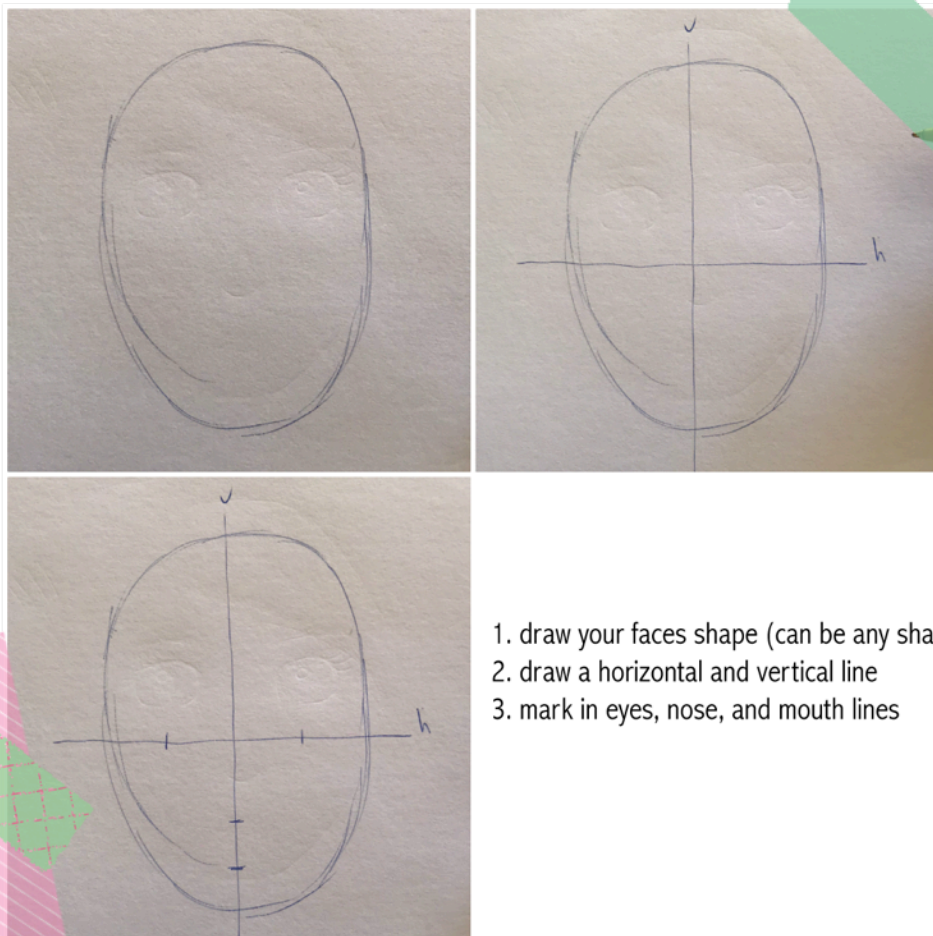 v
h
v
h
1. draw your faces shape (can be any sha
2. draw a horizontal and vertical line
3. mark in eyes, nose, and mouth lines